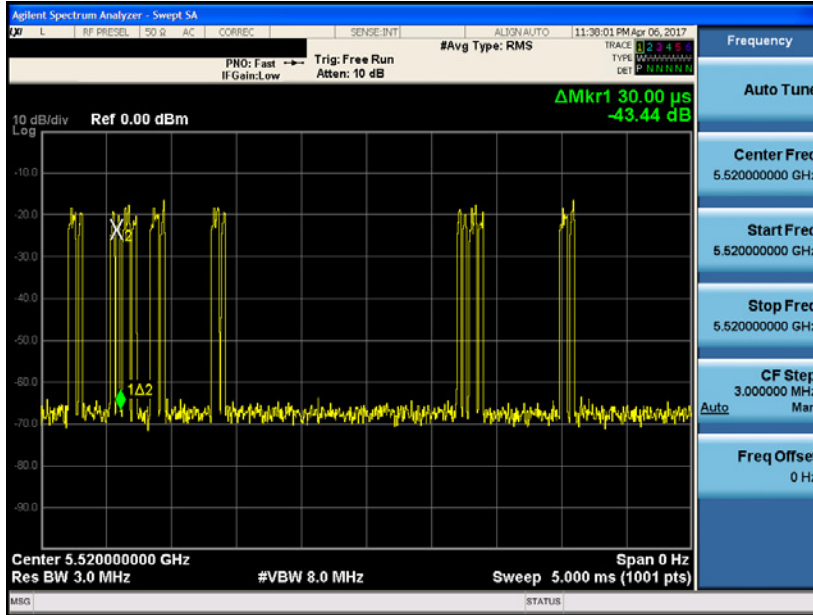 Agilent Spectrum Analyzer - Swept SA
L RF PRESEL 50 Ω AC CORREC SENSE:INT ALIGN AUTO 11:38:01 PM Apr 06, 2017
#Avg Type: RMS TRACE 1 2 3 4 5 6
PNO: Fast Trig: Free Run TYPE W
IFGain:Low Atten: 10 dB DET P N N N N N
ΔMkr1 30.00 µs
-43.44 dB
10 dB/div Ref 0.00 dBm
Log
-10.0
-20.0
-30.0
-40.0
-50.0
-60.0
-70.0
-80.0
-90.0
X2
1Δ2
Center 5.520000000 GHz Span 0 Hz
Res BW 3.0 MHz #VBW 8.0 MHz Sweep 5.000 ms (1001 pts)
MSG STATUS
Frequency
Auto Tune
Center Freq
5.520000000 GHz
Start Freq
5.520000000 GHz
Stop Freq
5.520000000 GHz
CF Step
3.000000 MHz
Auto Man
Freq Offset
0 Hz